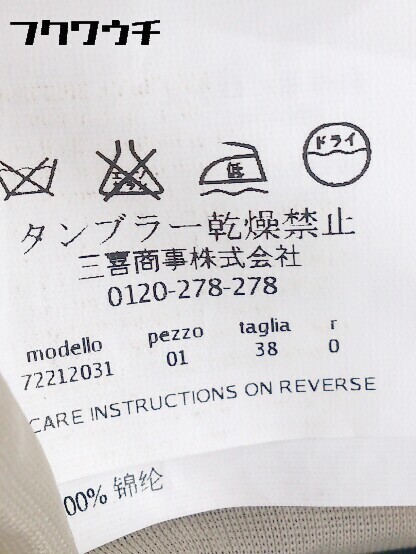 フクワウチ
低
ドライ
タンブラー乾燥禁止
三喜商事株式会社
0120-278-278
modello pezzo taglia r
72212031 01 38 0
CARE INSTRUCTIONS ON REVERSE
00% 锦纶